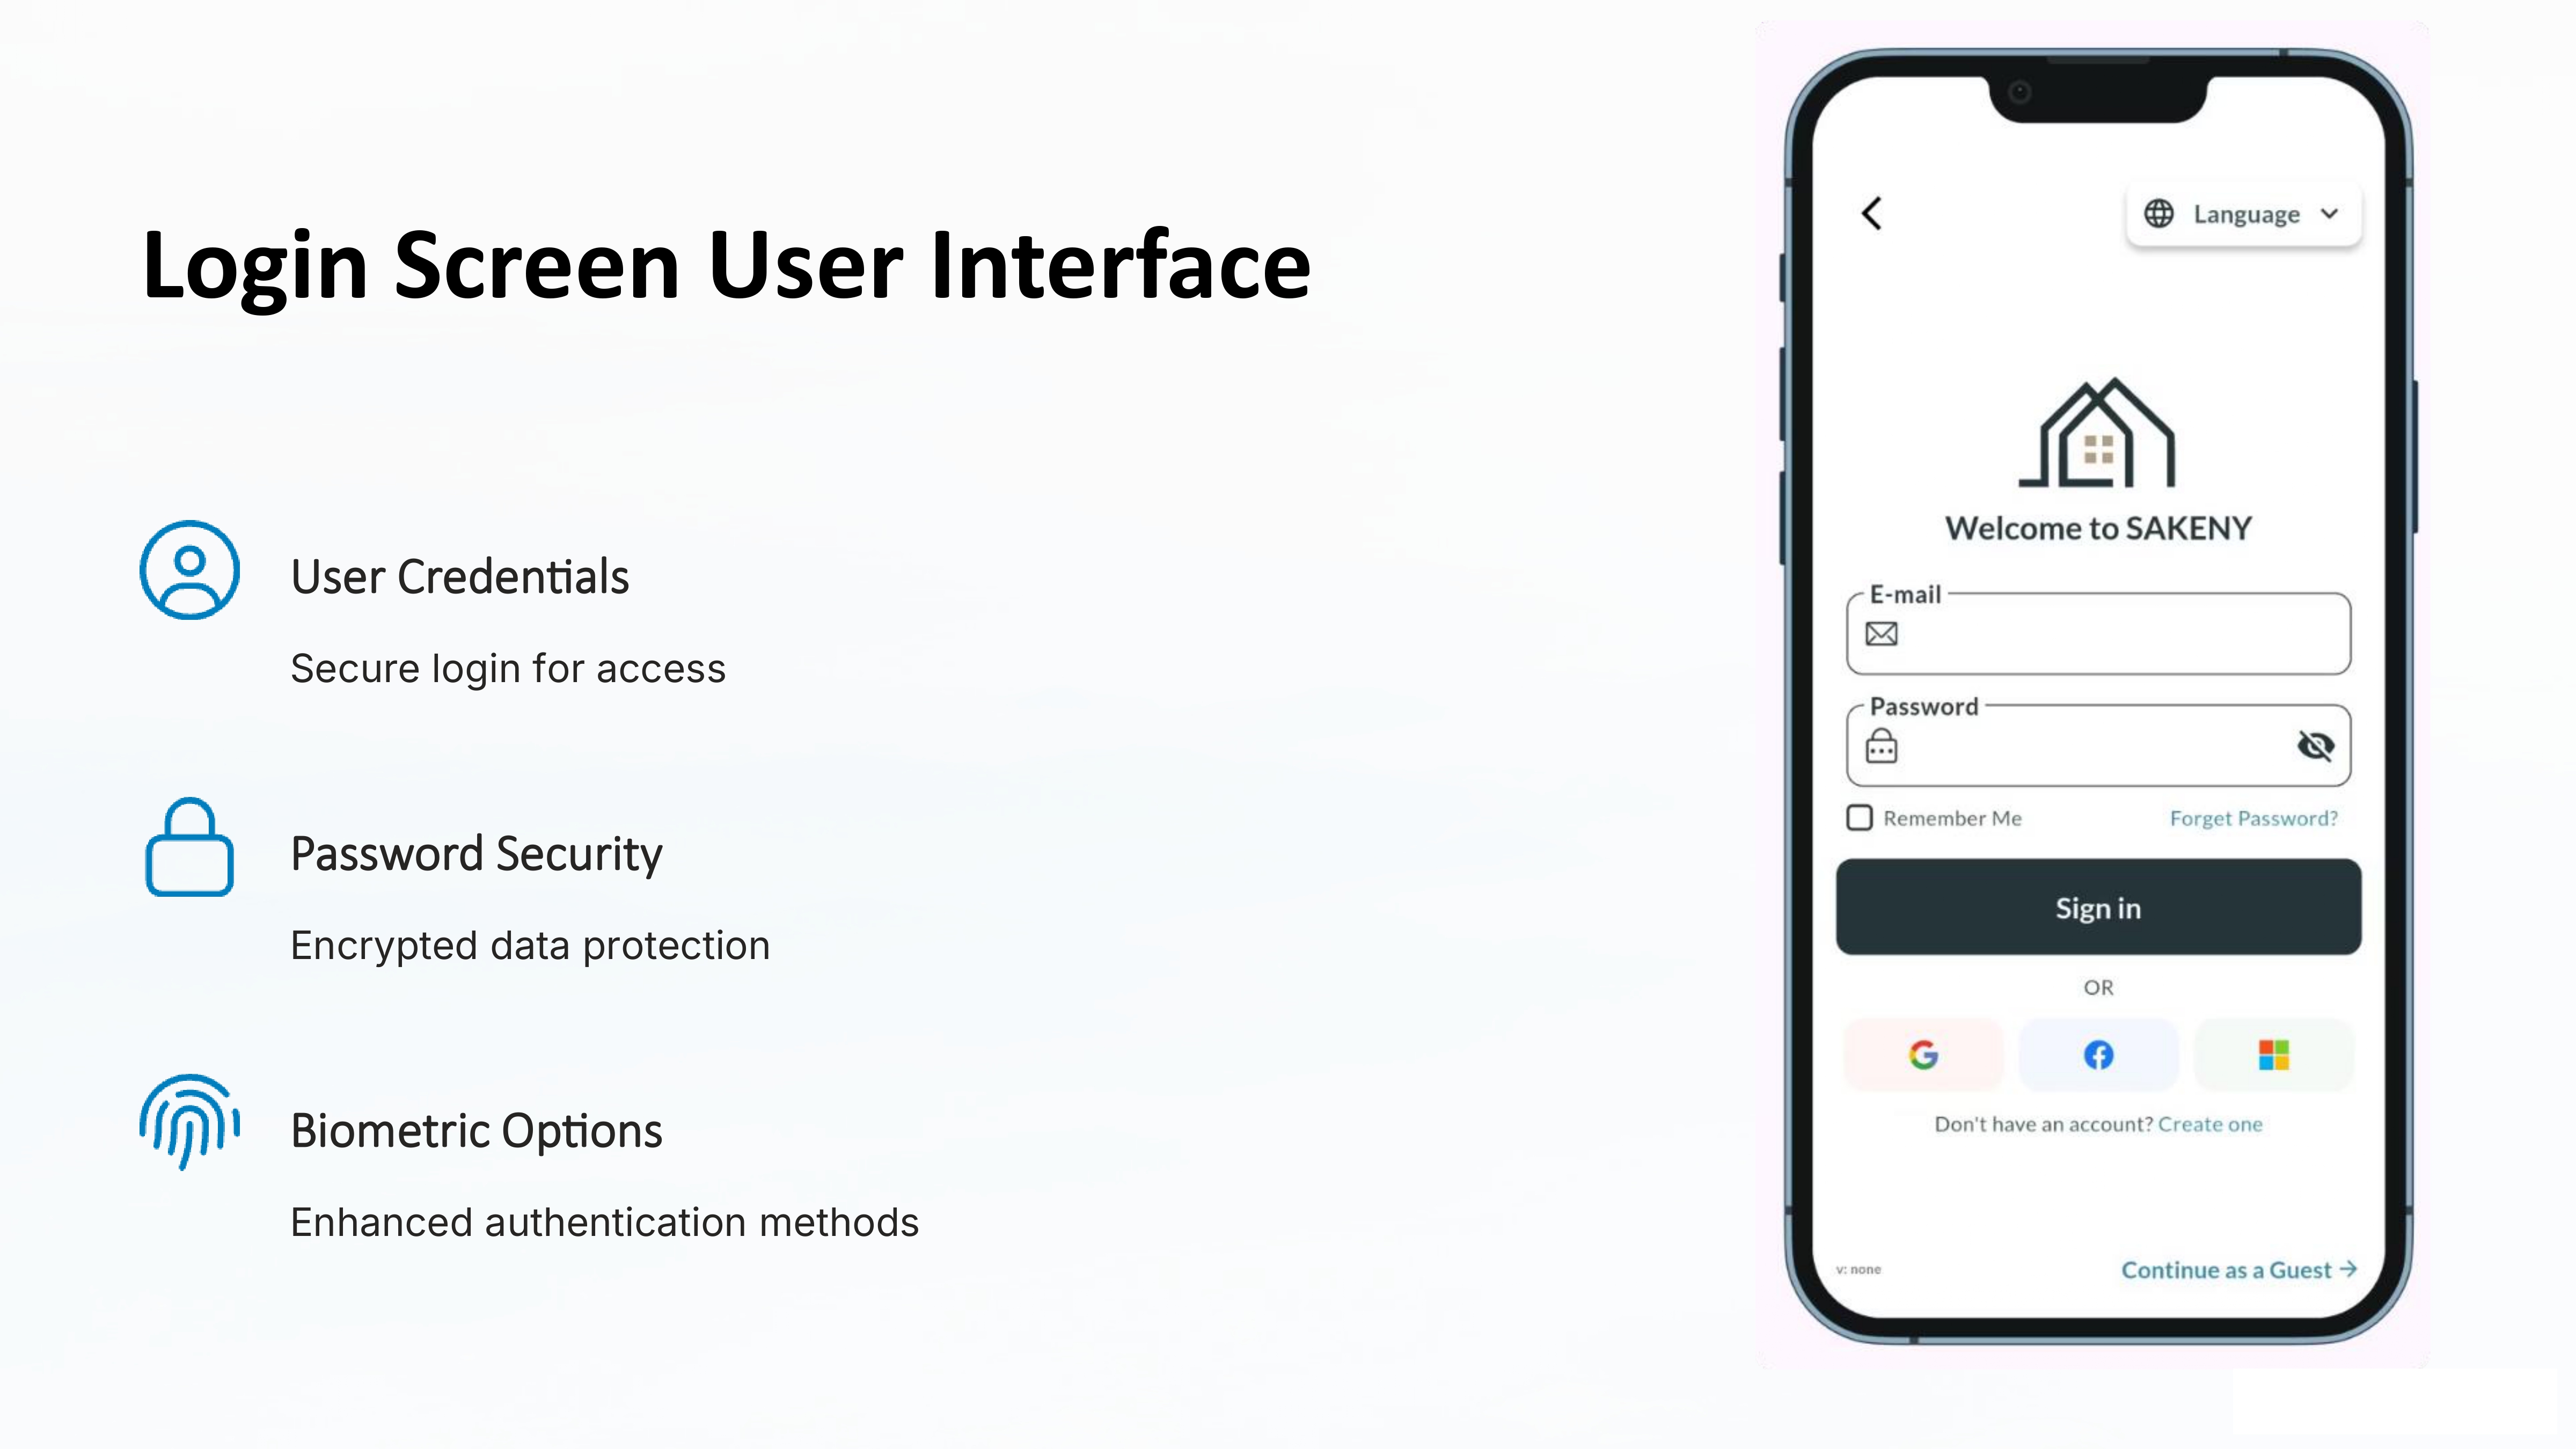 Login Screen User Interface
User Credentials
Secure login for access
Password Security
Encrypted data protection
Biometric Options
Enhanced authentication methods
Language
Welcome to SAKENY
E-mail
Password
Remember Me
Forget Password?
Sign in
OR
Don't have an account? Create one
v: none
Continue as a Guest →